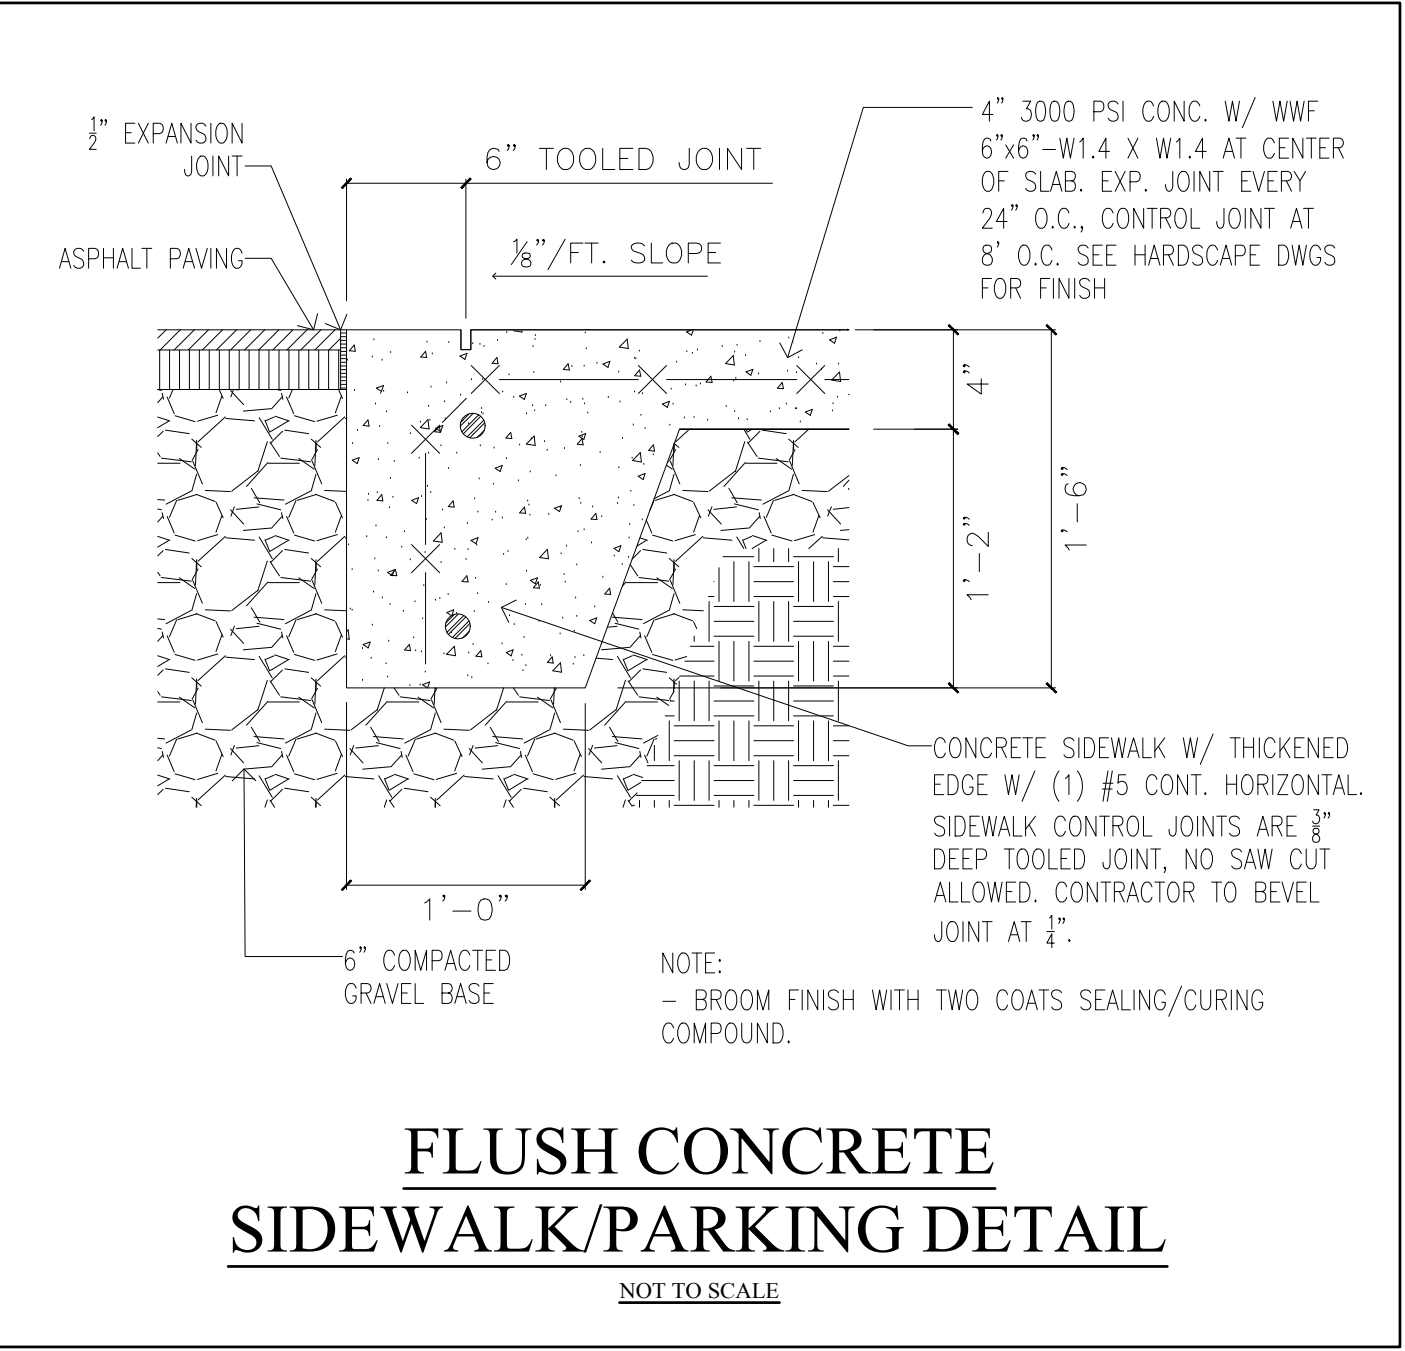 ½” EXPANSION
JOINT
ASPHALT PAVING
6” TOOLED JOINT
⅛”/FT. SLOPE
4” 3000 PSI CONC. W/ WWF
6”x6”-W1.4 X W1.4 AT CENTER
OF SLAB. EXP. JOINT EVERY
24” O.C., CONTROL JOINT AT
8’ O.C. SEE HARDSCAPE DWGS
FOR FINISH
4”
1’-2”
1’-6”
CONCRETE SIDEWALK W/ THICKENED
EDGE W/ (1) #5 CONT. HORIZONTAL.
SIDEWALK CONTROL JOINTS ARE ⅜”
DEEP TOOLED JOINT, NO SAW CUT
ALLOWED. CONTRACTOR TO BEVEL
JOINT AT ¼”.
1’-0”
6” COMPACTED
GRAVEL BASE
NOTE:
- BROOM FINISH WITH TWO COATS SEALING/CURING
COMPOUND.
FLUSH CONCRETE
SIDEWALK/PARKING DETAIL
NOT TO SCALE